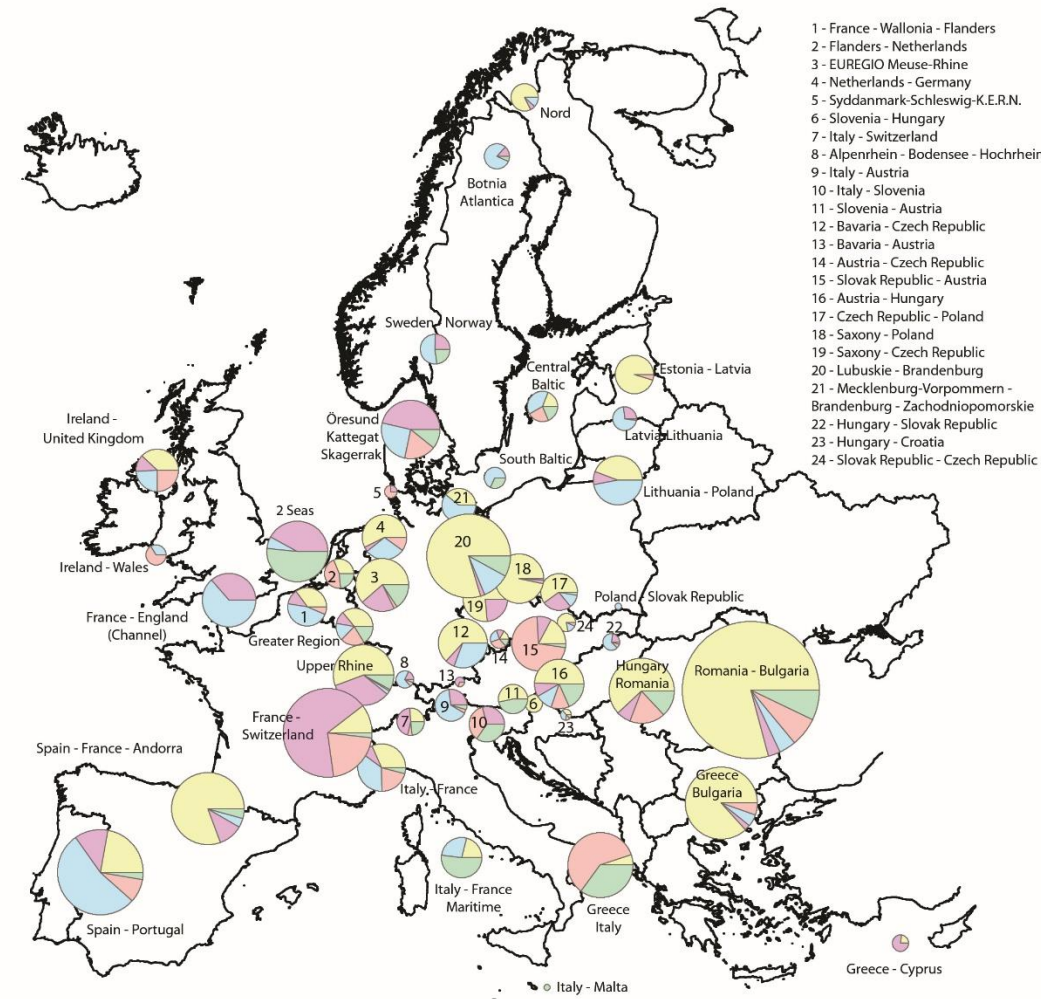 1 - France - Wallonia - Flanders
2 - Flanders - Netherlands
3 - EUREGIO Meuse-Rhine
4 - Netherlands - Germany
5 - Syddanmark-Schleswig-K.E.R.N.
6 - Slovenia - Hungary
7 - Italy - Switzerland
8 - Alpenrhein - Bodensee - Hochrhein
9 - Italy - Austria
10 - Italy - Slovenia
11 - Slovenia - Austria
12 - Bavaria - Czech Republic
13 - Bavaria - Austria
14 - Austria - Czech Republic
15 - Slovak Republic - Austria
16 - Austria - Hungary
17 - Czech Republic - Poland
18 - Saxony - Poland
19 - Saxony - Czech Republic
20 - Lubuskie - Brandenburg
21 - Mecklenburg-Vorpommern -
Brandenburg - Zachodniopomorskie
22 - Hungary - Slovak Republic
23 - Hungary - Croatia
24 - Slovak Republic - Czech Republic
Nord
Botnia
Atlantica
Sweden - Norway
Central
Baltic
Estonia - Latvia
Ireland -
United Kingdom
Öresund
Kattegat
Skagerrak
Latvia Lithuania
South Baltic
Lithuania - Poland
5
21
2 Seas
4
20
Ireland - Wales
2
3
18
17
France - England
(Channel)
1
19
Poland - Slovak Republic
24
22
Greater Region
12
14
15
Upper Rhine
8
13
16
Hungary
Romania
Romania - Bulgaria
France -
Switzerland
9
11
6
7
10
23
Spain - France - Andorra
Italy - France
Greece
Bulgaria
Italy - France
Maritime
Greece
Italy
Spain - Portugal
Greece - Cyprus
Italy - Malta